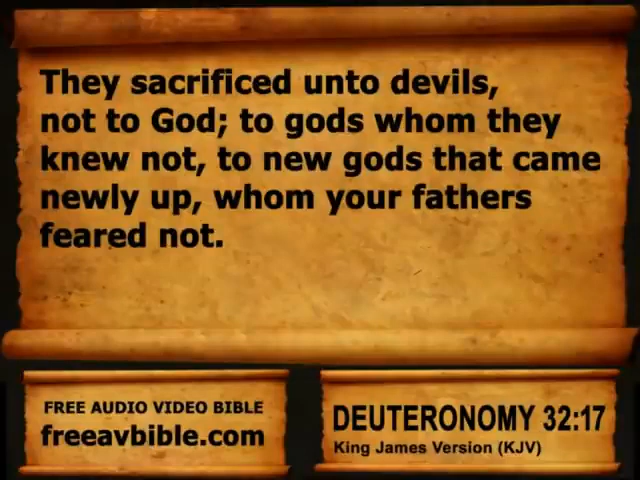 They sacrificed unto devils,
not to God; to gods whom they
knew not, to new gods that came
newly up, whom your fathers
feared not.
FREE AUDIO VIDEO BIBLE
freeavbible.com
DEUTERONOMY 32:17
King James Version (KJV)